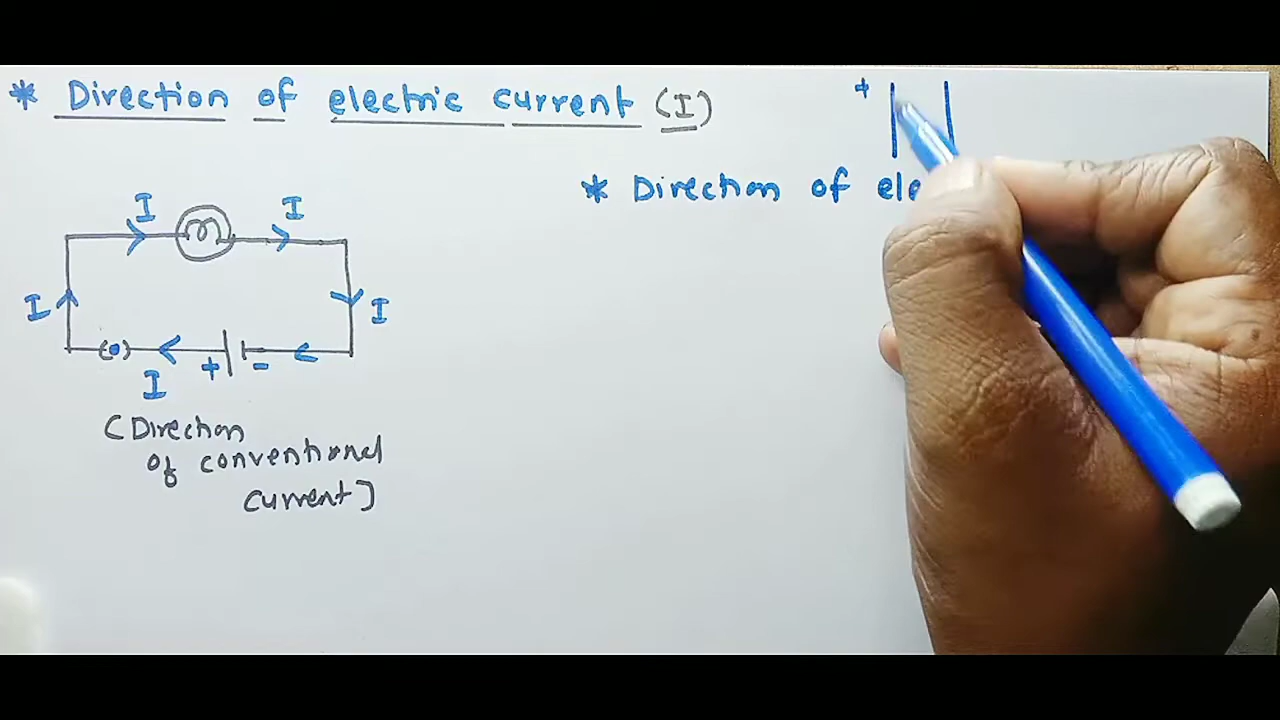 * Direction of electric current (I)
+
* Direction of ele
I
I
I
I
+ -
I
(Direction
of conventional
current]